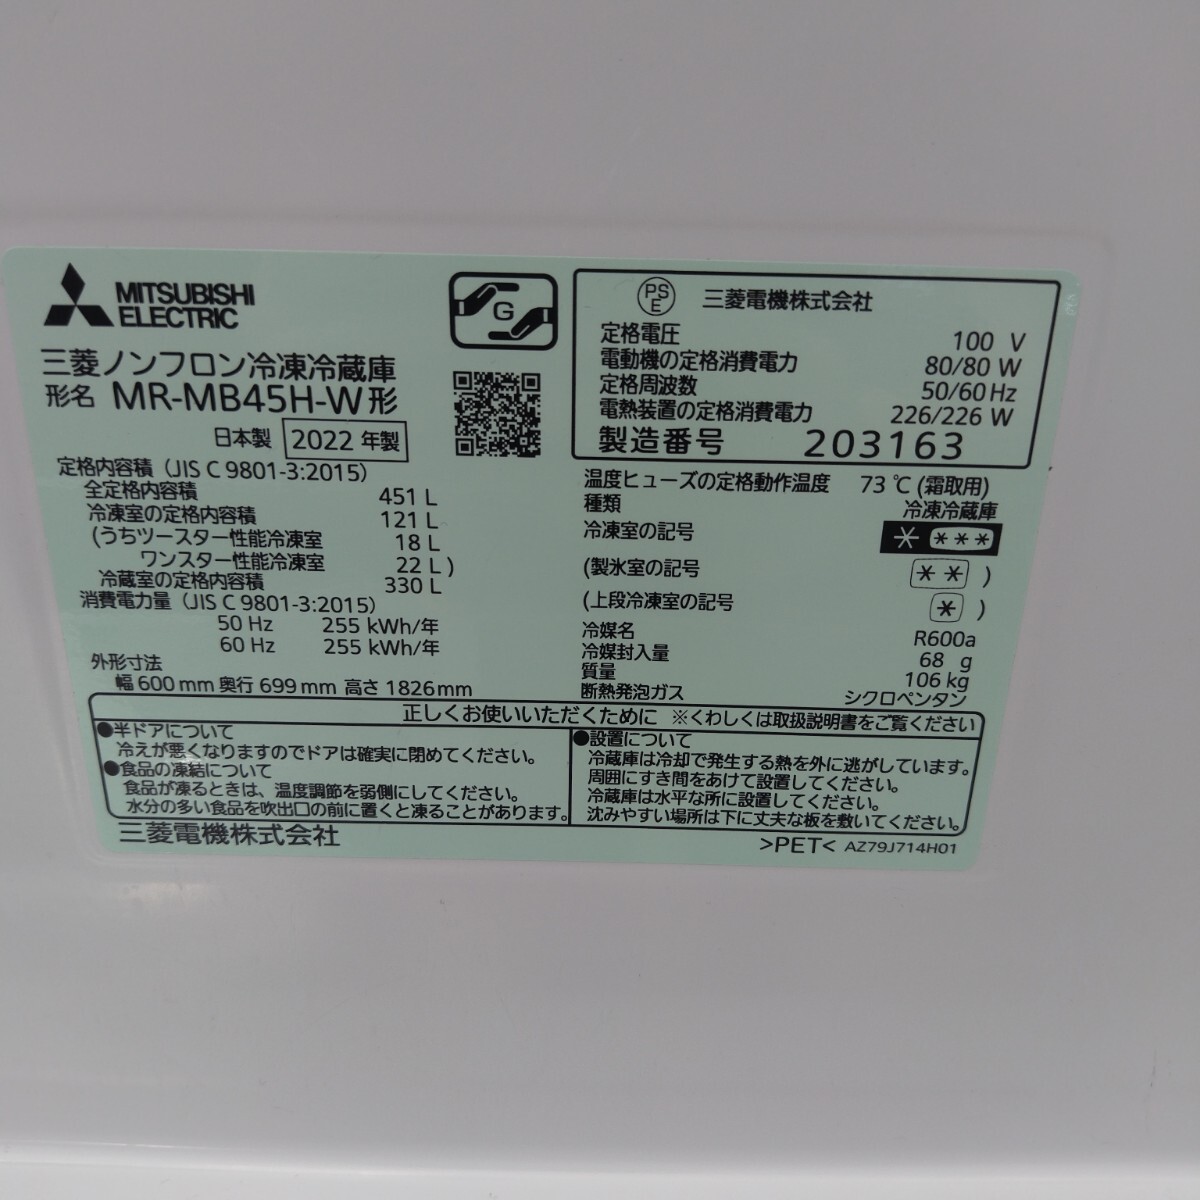 MITSUBISHI
ELECTRIC
G
三菱ノンフロン冷凍冷蔵庫
形名 MR-MB45H-W形
日本製 2022年製
定格内容積 (JIS C 9801-3:2015)
全定格内容積 451 L
冷凍室の定格内容積 121 L
(うちツースター性能冷凍室 18 L
ワンスター性能冷凍室 22 L)
冷蔵室の定格内容積 330 L
消費電力量 (JIS C 9801-3:2015)
50 Hz 255 kWh/年
60 Hz 255 kWh/年
外形寸法
幅 600 mm 奥行 699 mm 高さ 1826 mm
PS
E
三菱電機株式会社
定格電圧 100 V
電動機の定格消費電力 80/80 W
定格周波数 50/60 Hz
電熱装置の定格消費電力 226/226 W
製造番号 203163
温度ヒューズの定格動作温度 73 ℃ (霜取用)
種類 冷凍冷蔵庫
冷凍室の記号 * ***
(製氷室の記号 ** )
(上段冷凍室の記号 * )
冷媒名 R600a
冷媒封入量 68 g
質量 106 kg
断熱発泡ガス シクロペンタン
正しくお使いいただくために ※くわしくは取扱説明書をご覧ください
●半ドアについて
冷えが悪くなりますのでドアは確実に閉めてください。
●食品の凍結について
食品が凍るときは、温度調節を弱側にしてください。
水分の多い食品を吹出口の前に置くと凍ることがあります。
●設置について
冷蔵庫は冷却で発生する熱を外に逃がしています。
周囲にすき間をあけて設置してください。
冷蔵庫は水平な所に設置してください。
沈みやすい場所は下に丈夫な板を敷いてください。
三菱電機株式会社
>PET< AZ79J714H01